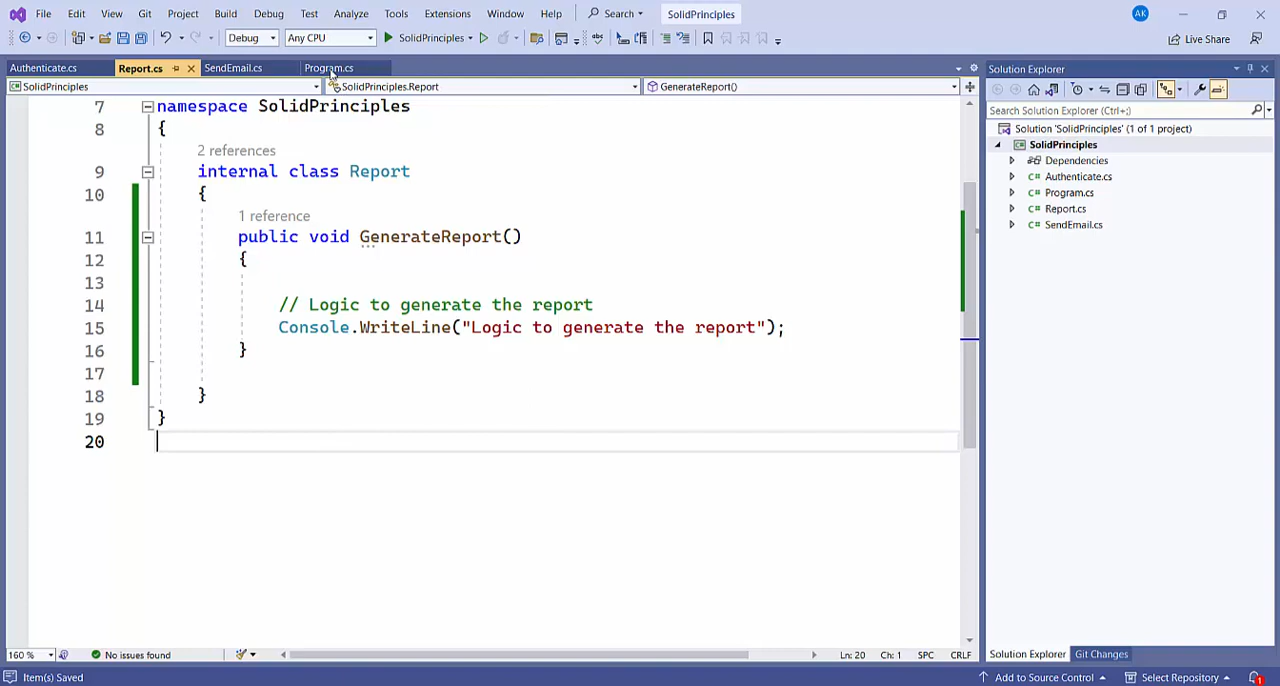 File Edit View Git Project Build Debug Test Analyze Tools Extensions Window Help Search SolidPrinciples AK
Debug Any CPU SolidPrinciples Live Share
Authenticate.cs Report.cs SendEmail.cs Program.cs
SolidPrinciples SolidPrinciples.Report GenerateReport()
7 namespace SolidPrinciples
8 {
2 references
9 internal class Report
10 {
1 reference
11 public void GenerateReport()
12 {
13
14 // Logic to generate the report
15 Console.WriteLine("Logic to generate the report");
16 }
17
18 }
19 }
20
160 % No issues found Ln: 20 Ch: 1 SPC CRLF
Solution Explorer
Search Solution Explorer (Ctrl+;)
Solution 'SolidPrinciples' (1 of 1 project)
SolidPrinciples
Dependencies
C# Authenticate.cs
C# Program.cs
C# Report.cs
C# SendEmail.cs
Solution Explorer Git Changes
Item(s) Saved Add to Source Control Select Repository 1